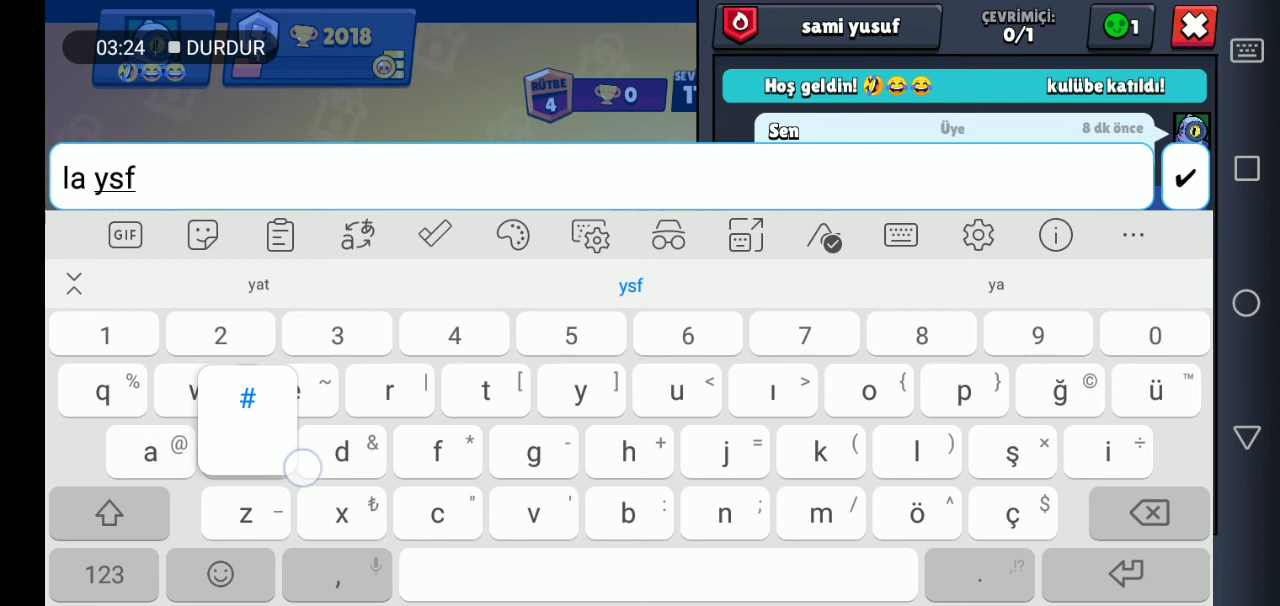 03:24 DURDUR
2018
sami yusuf
ÇEVRİMİÇİ:
0/1
1
RÜTBE
4
0
SEV
Hoş geldin! 🤣😂😂 kulübe katıldı!
Sen Üye 8 dk önce
🤣😂😂
la ysf
GIF
yat ysf ya
1 2 3 4 5 6 7 8 9 0
q % # ~ r | t [ y ] u < ı > o { p } ğ © ü ™
a @ d & f * g - h + j = k ( l ) ş × i ÷
z _ x ₺ c " v ' b : n ; m / ö ^ ç $
123 , . ,!?